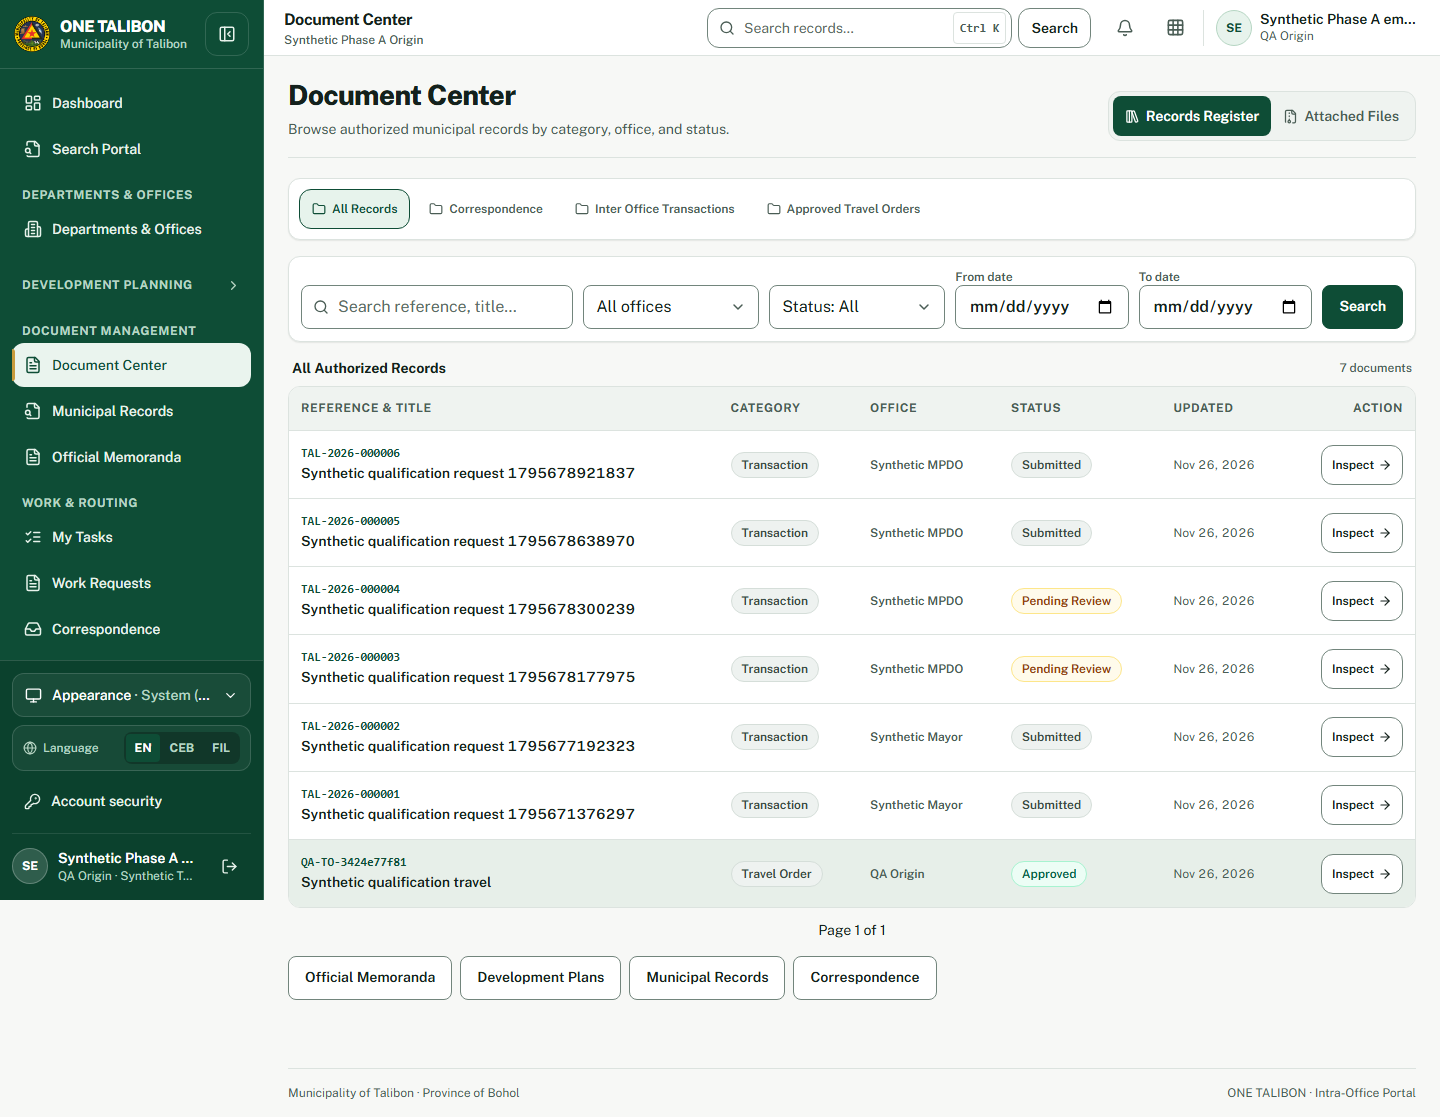 ONE TALIBON
Municipality of Talibon
Dashboard
Search Portal
DEPARTMENTS & OFFICES
Departments & Offices
DEVELOPMENT PLANNING
DOCUMENT MANAGEMENT
Document Center
Municipal Records
Official Memoranda
WORK & ROUTING
My Tasks
Work Requests
Correspondence
Appearance · System (...
Language EN CEB FIL
Account security
SE Synthetic Phase A ...
QA Origin · Synthetic T...
Document Center
Synthetic Phase A Origin
Search records... Ctrl K Search
SE Synthetic Phase A em...
QA Origin
Document Center
Browse authorized municipal records by category, office, and status.
Records Register Attached Files
All Records Correspondence Inter Office Transactions Approved Travel Orders
From date To date
Search reference, title... All offices Status: All mm/dd/yyyy mm/dd/yyyy Search
All Authorized Records 7 documents
REFERENCE & TITLE CATEGORY OFFICE STATUS UPDATED ACTION
TAL-2026-000006
Synthetic qualification request 1795678921837 Transaction Synthetic MPDO Submitted Nov 26, 2026 Inspect →
TAL-2026-000005
Synthetic qualification request 1795678638970 Transaction Synthetic MPDO Submitted Nov 26, 2026 Inspect →
TAL-2026-000004
Synthetic qualification request 1795678300239 Transaction Synthetic MPDO Pending Review Nov 26, 2026 Inspect →
TAL-2026-000003
Synthetic qualification request 1795678177975 Transaction Synthetic MPDO Pending Review Nov 26, 2026 Inspect →
TAL-2026-000002
Synthetic qualification request 1795677192323 Transaction Synthetic Mayor Submitted Nov 26, 2026 Inspect →
TAL-2026-000001
Synthetic qualification request 1795671376297 Transaction Synthetic Mayor Submitted Nov 26, 2026 Inspect →
QA-TO-3424e77f81
Synthetic qualification travel Travel Order QA Origin Approved Nov 26, 2026 Inspect →
Page 1 of 1
Official Memoranda Development Plans Municipal Records Correspondence
Municipality of Talibon · Province of Bohol ONE TALIBON · Intra-Office Portal